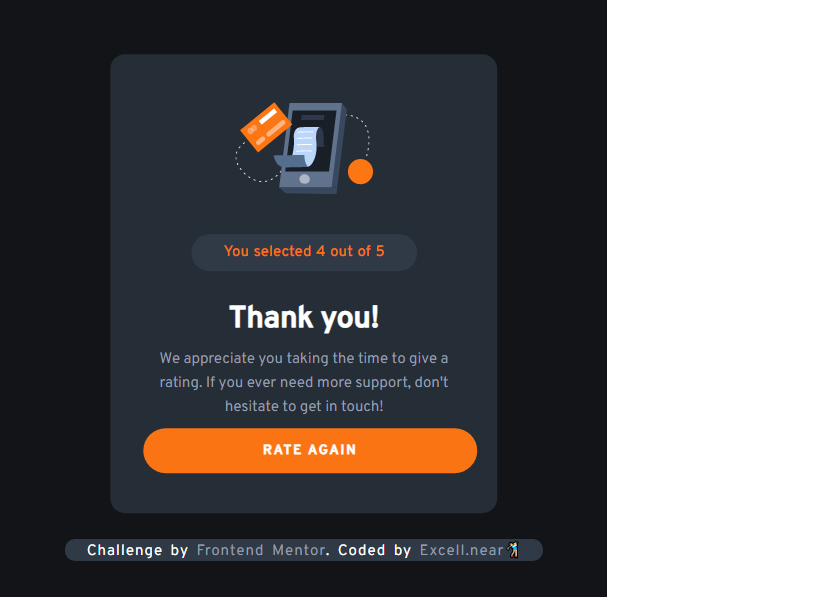 You selected 4 out of 5
Thank you!
We appreciate you taking the time to give a
rating. If you ever need more support, don't
hesitate to get in touch!
RATE AGAIN
Challenge by Frontend Mentor. Coded by Excell.near